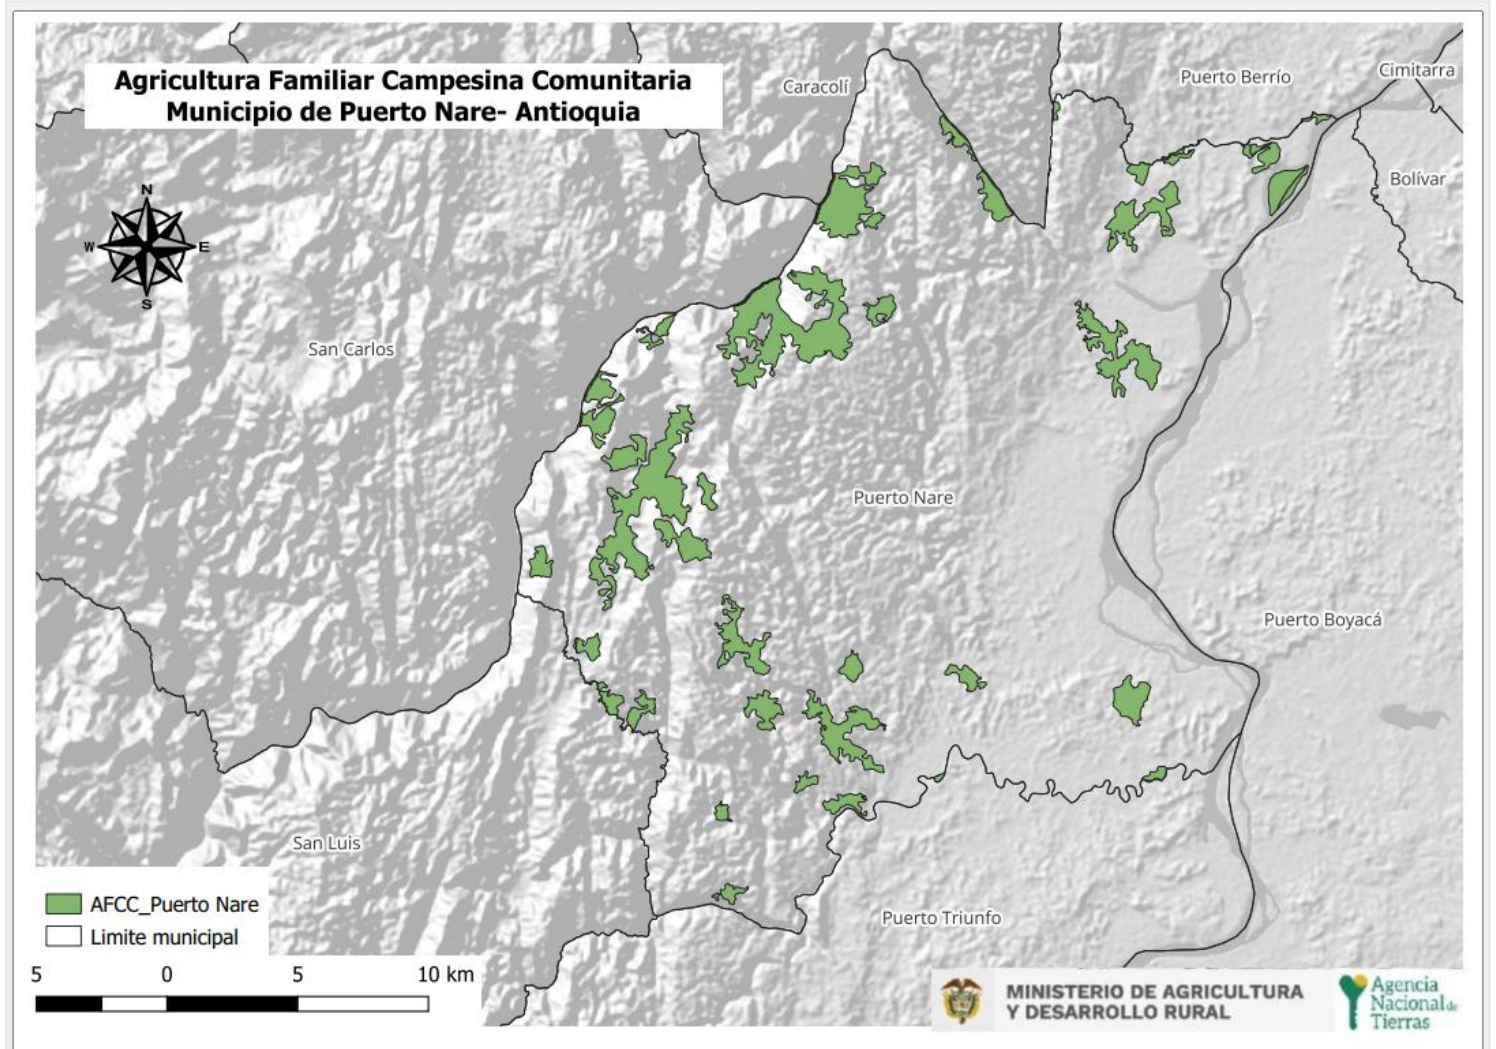 Agricultura Familiar Campesina Comunitaria
Municipio de Puerto Nare- Antioquia
Caracolí
Puerto Berrío
Cimitarra
Bolívar
N
W
E
S
San Carlos
Puerto Nare
Puerto Boyacá
San Luis
Puerto Triunfo
AFCC_Puerto Nare
Limite municipal
5 0 5 10 km
MINISTERIO DE AGRICULTURA
Y DESARROLLO RURAL
Agencia
Nacional de
Tierras